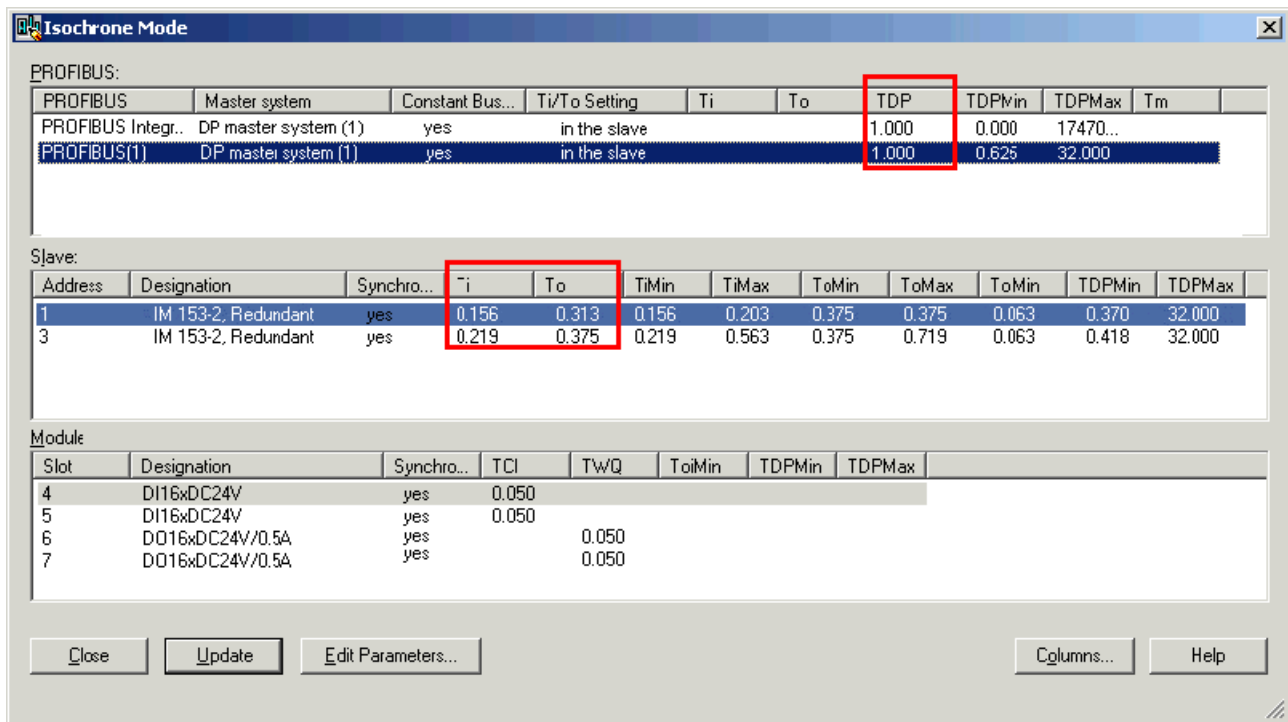 Isochrone Mode
PROFIBUS:
PROFIBUS Master system Constant Bus... Ti/To Setting Ti To TDP TDPMin TDPMax Tm
PROFIBUS Integr.. DP master system (1) yes in the slave 1.000 0.000 17470...
PROFIBUS(1) DP master system (1) yes in the slave 1.000 0.625 32.000
Slave:
Address Designation Synchro... Ti To TiMin TiMax ToMin ToMax ToMin TDPMin TDPMax
1 IM 153-2, Redundant yes 0.156 0.313 0.156 0.203 0.375 0.375 0.063 0.370 32.000
3 IM 153-2, Redundant yes 0.219 0.375 0.219 0.563 0.375 0.719 0.063 0.418 32.000
Module
Slot Designation Synchro... TCI TWQ ToiMin TDPMin TDPMax
4 DI16xDC24V yes 0.050
5 DI16xDC24V yes 0.050
6 DO16xDC24V/0.5A yes 0.050
7 DO16xDC24V/0.5A yes 0.050
Close Update Edit Parameters... Columns... Help